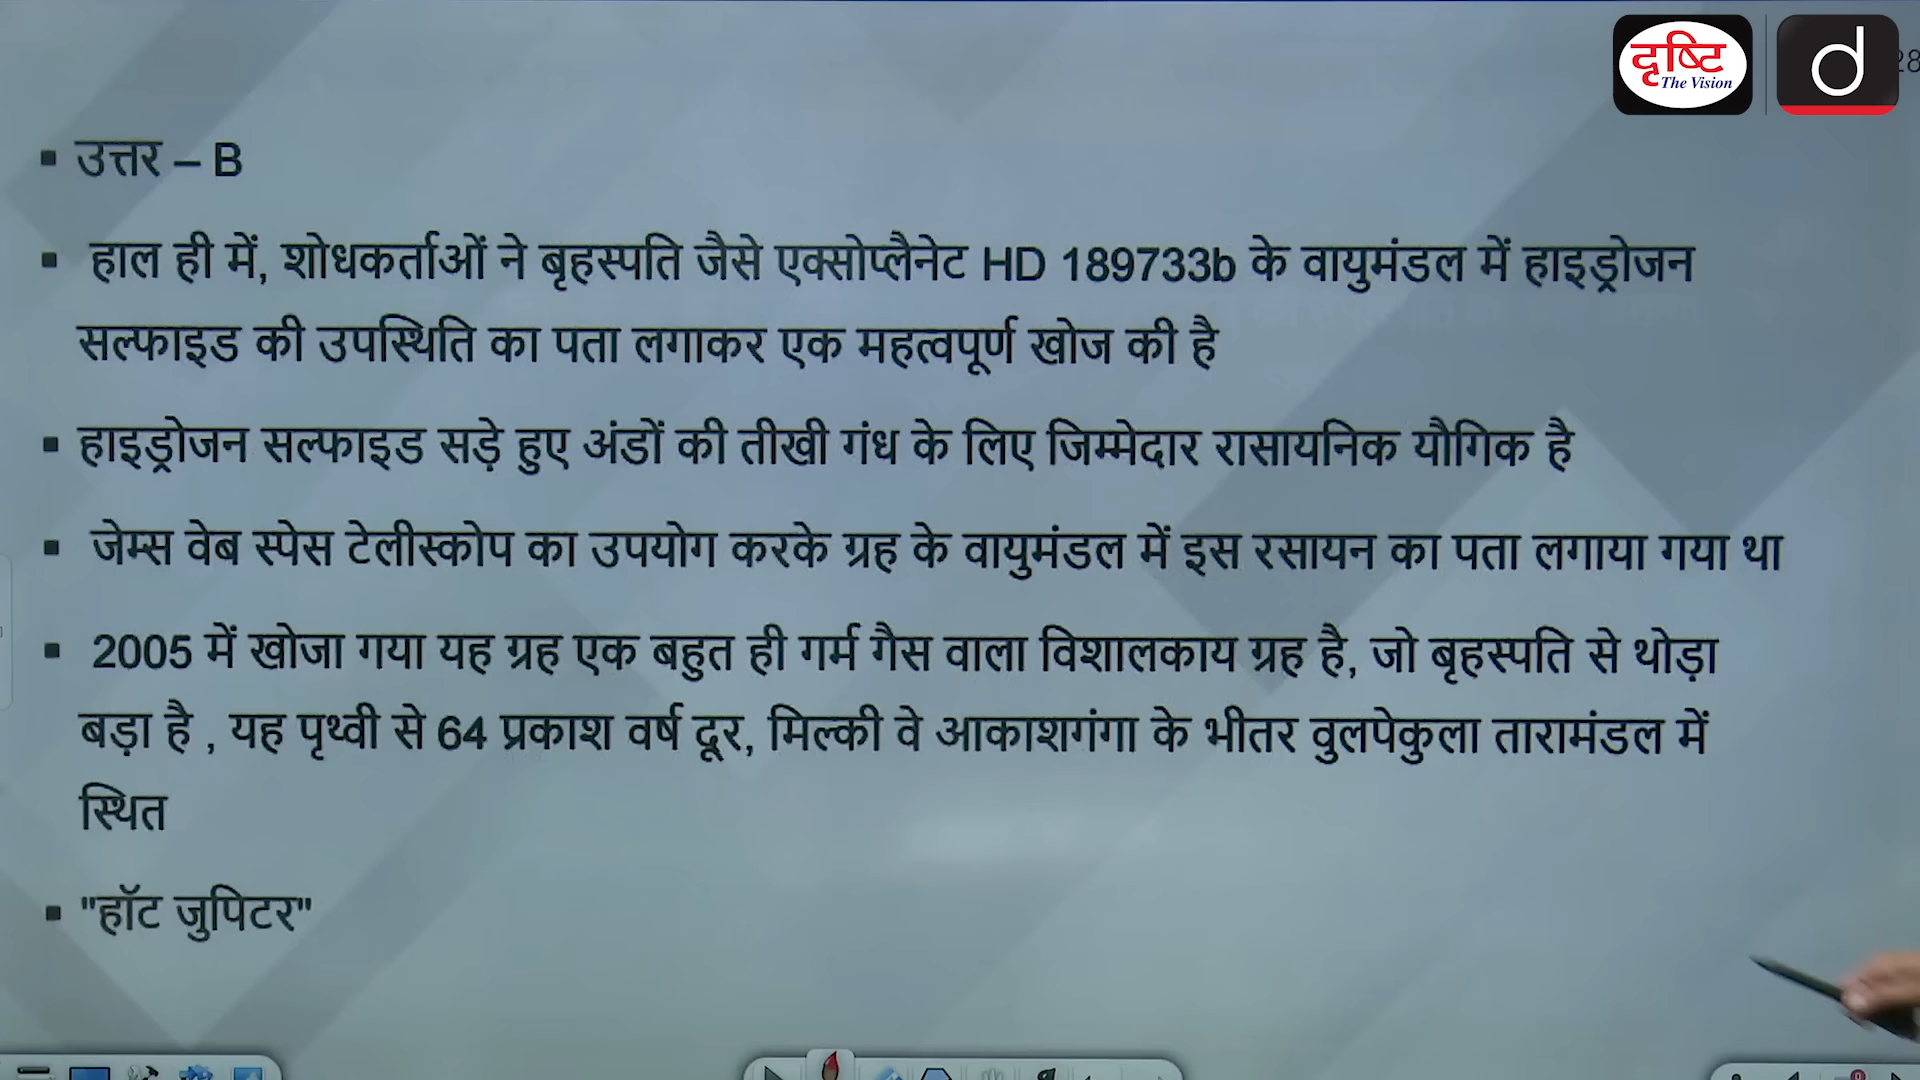 दृष्टि
The Vision
d
28
▪ उत्तर – B
▪ हाल ही में, शोधकर्ताओं ने बृहस्पति जैसे एक्सोप्लैनेट HD 189733b के वायुमंडल में हाइड्रोजन
सल्फाइड की उपस्थिति का पता लगाकर एक महत्वपूर्ण खोज की है
▪ हाइड्रोजन सल्फाइड सड़े हुए अंडों की तीखी गंध के लिए जिम्मेदार रासायनिक यौगिक है
▪ जेम्स वेब स्पेस टेलीस्कोप का उपयोग करके ग्रह के वायुमंडल में इस रसायन का पता लगाया गया था
▪ 2005 में खोजा गया यह ग्रह एक बहुत ही गर्म गैस वाला विशालकाय ग्रह है, जो बृहस्पति से थोड़ा
बड़ा है , यह पृथ्वी से 64 प्रकाश वर्ष दूर, मिल्की वे आकाशगंगा के भीतर वुलपेकुला तारामंडल में
स्थित
▪ "हॉट जुपिटर"